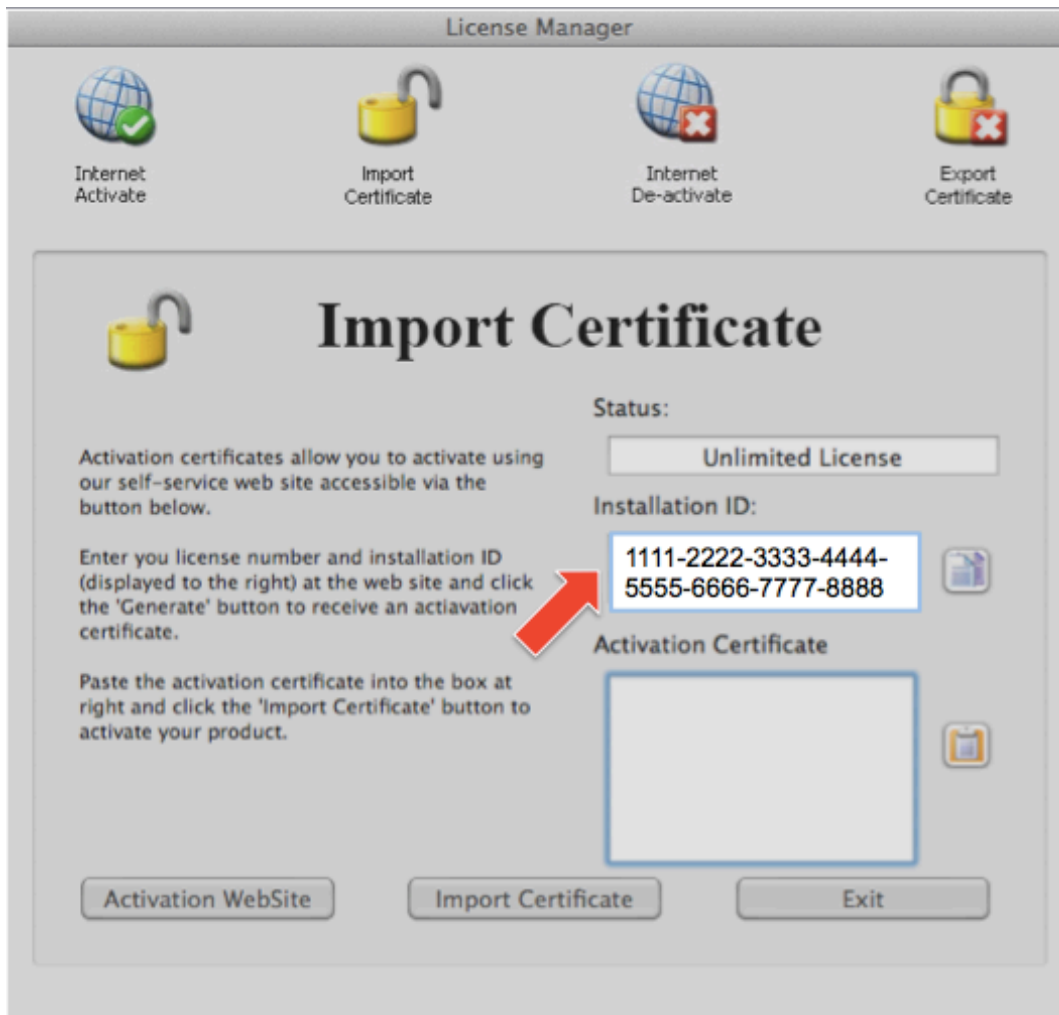 License Manager
Internet
Activate
Import
Certificate
Internet
De-activate
Export
Certificate
Import Certificate
Activation certificates allow you to activate using
our self-service web site accessible via the
button below.
Enter you license number and installation ID
(displayed to the right) at the web site and click
the 'Generate' button to receive an actiavation
certificate.
Paste the activation certificate into the box at
right and click the 'Import Certificate' button to
activate your product.
Status:
Unlimited License
Installation ID:
1111-2222-3333-4444-
5555-6666-7777-8888
Activation Certificate
Activation WebSite
Import Certificate
Exit